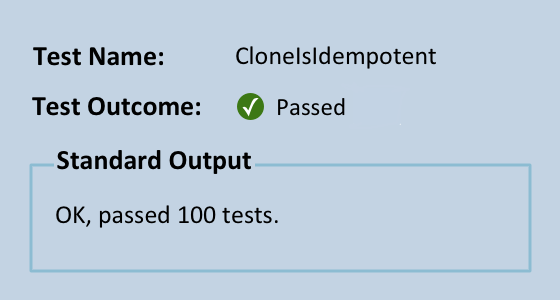 Test Name: CloneIsIdempotent
Test Outcome: Passed
Standard Output
OK, passed 100 tests.